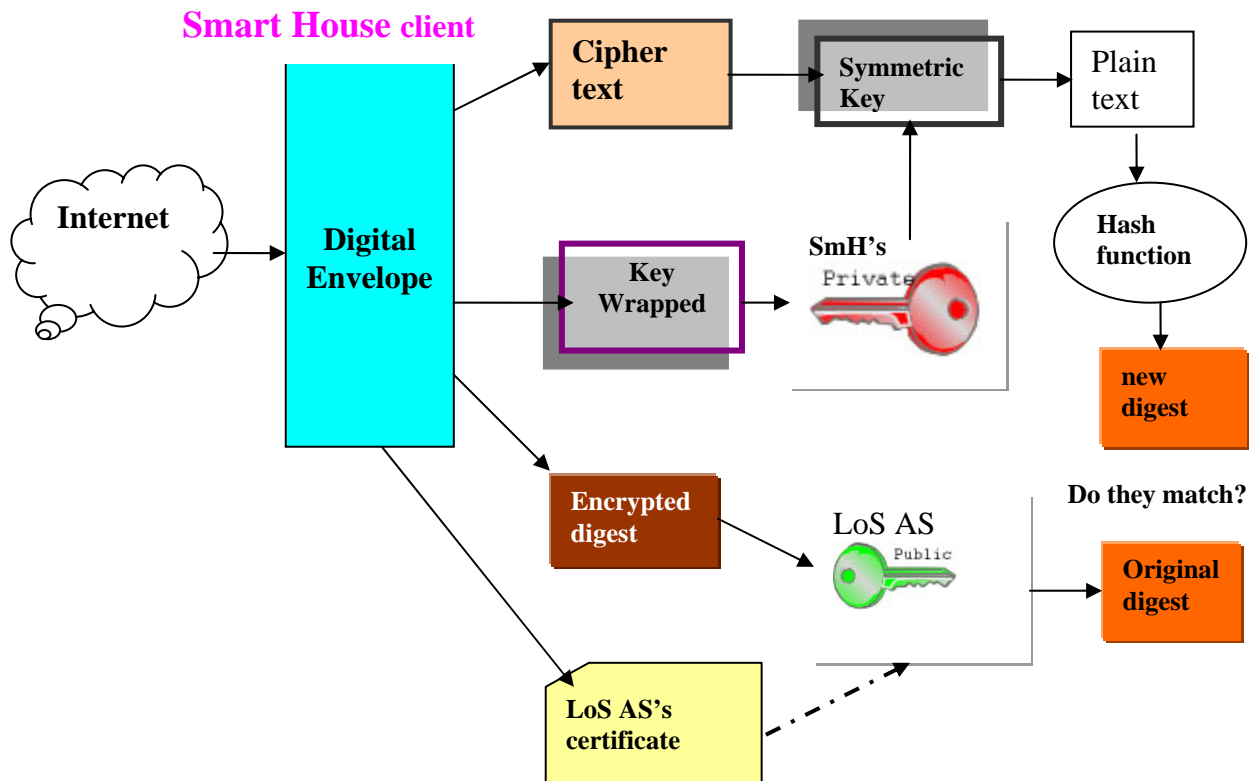 Smart House client
Cipher
text
Symmetric
Key
Plain
text
Internet
Digital
Envelope
Key
Wrapped
SmH's
Private
Hash
function
new
digest
Encrypted
digest
LoS AS
Public
Do they match?
Original
digest
LoS AS's
certificate